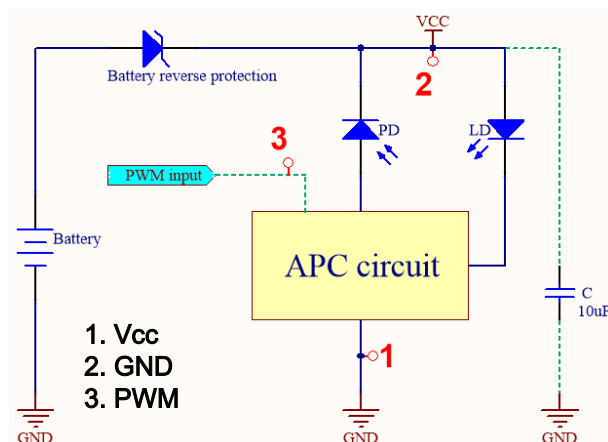 VCC
Battery reverse protection
2
PD
LD
3
PWM input
Battery
APC circuit
C
10uF
1. Vcc
2. GND
3. PWM
1
GND
GND
GND